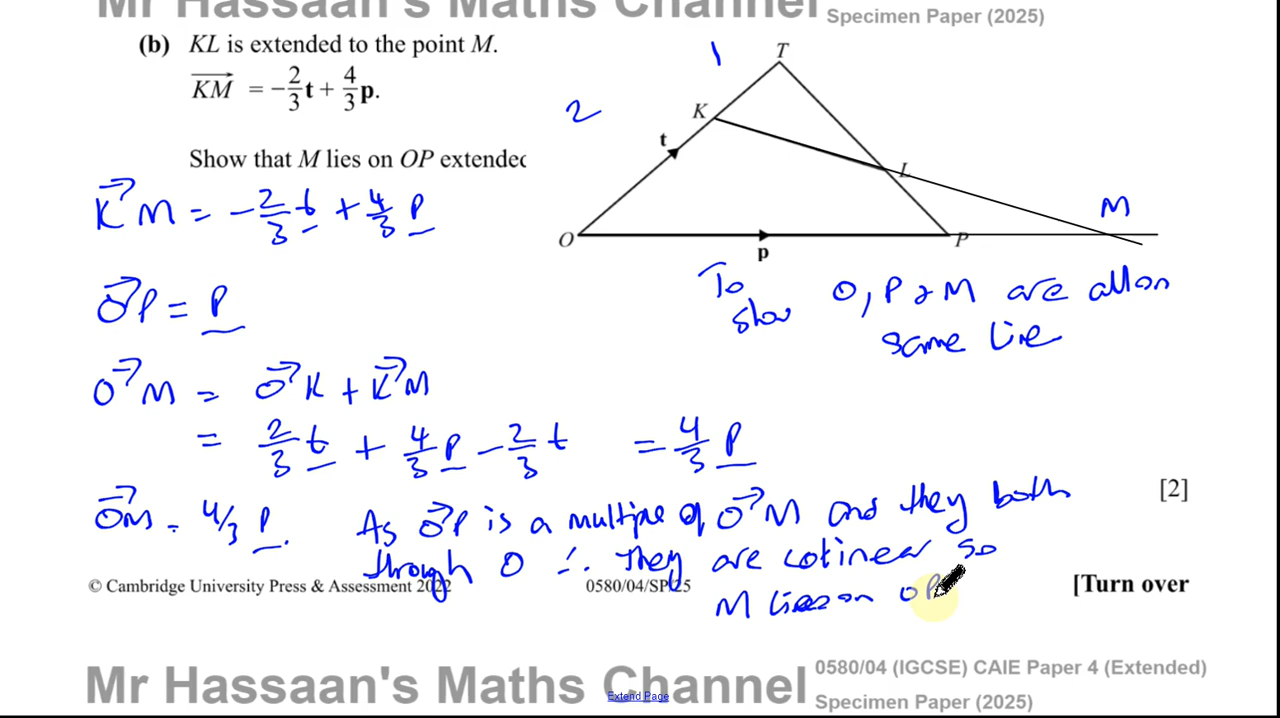 Mr Hassaan's Maths Channel Specimen Paper (2025)
(b) KL is extended to the point M.
KM = -2/3 t + 4/3 p.
Show that M lies on OP extended
1
2
T
K
t
L
M
O
P
p
KM = -2/3 t + 4/3 p
OP = p
To show O, P & M are all on same line
OM = OK + KM
= 2/3 t + 4/3 p - 2/3 t = 4/3 p
[2]
OM = 4/3 p. As OP is a multiple of OM and they both
through O ∴ They are colinear so
M lies on OP
© Cambridge University Press & Assessment 2022 0580/04/SP/25 [Turn over
Mr Hassaan's Maths Channel 0580/04 (IGCSE) CAIE Paper 4 (Extended)
Specimen Paper (2025)
Extend Page